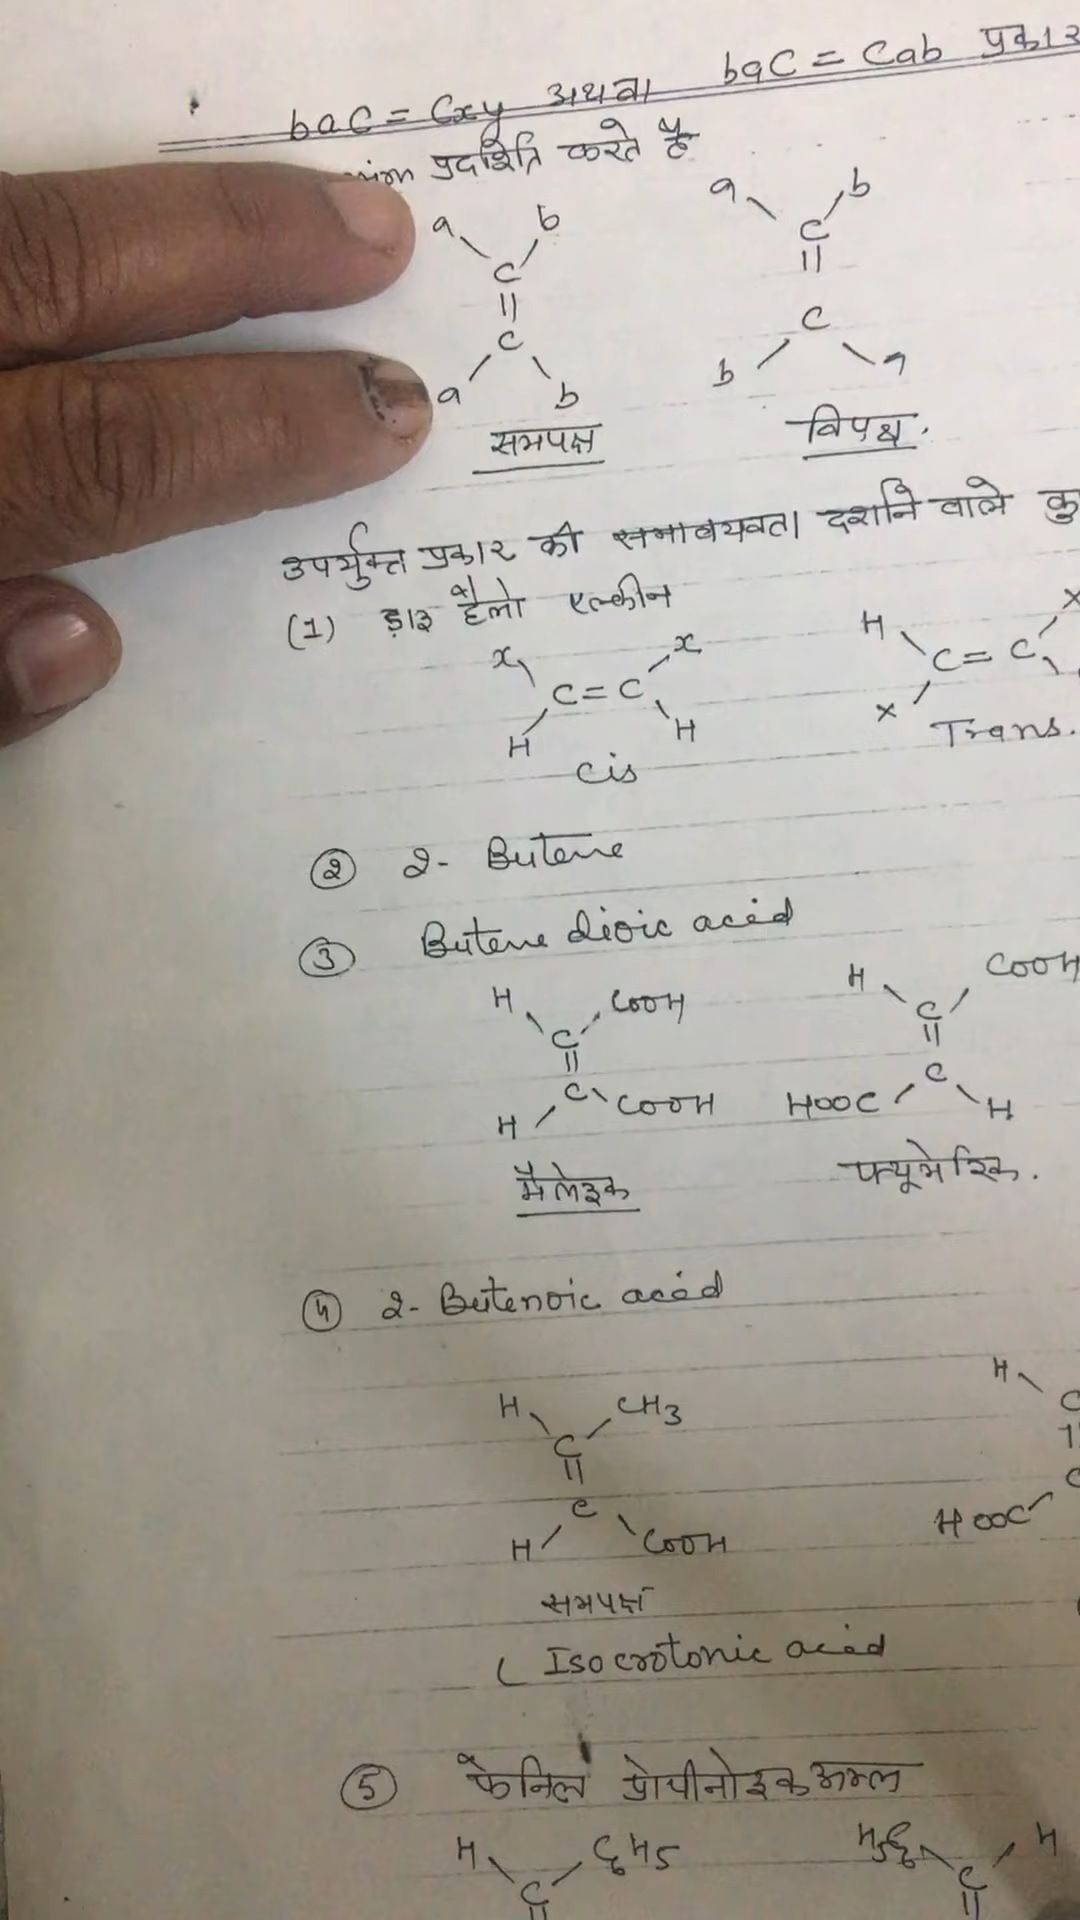 baC = Cxy अथवा baC = Cab प्रकार
प्रदर्शित करते हैं
a b a b
C C
|| ||
C C
a b b a
समपक्ष विपक्ष.
उपर्युक्त प्रकार की समावयवता दर्शाने वाले कु
(1) डाइ हैलो एल्कीन
x x H X
C = C C = C
H H X
cis Trans.
② 2- Butene
③ Butene dioic acid
H COOH H COOH
C C
|| ||
C C
H COOH HOOC H
मैलेइक फ्यूमेरिक.
④ 2- Butenoic acid
H CH3 H
C C
|| ||
C C
H COOH HOOC
समपक्ष
( Isocrotonic acid
⑤ फेनिल प्रोपीनोइक अम्ल
H C6H5 H5C6 H
C C
|| ||